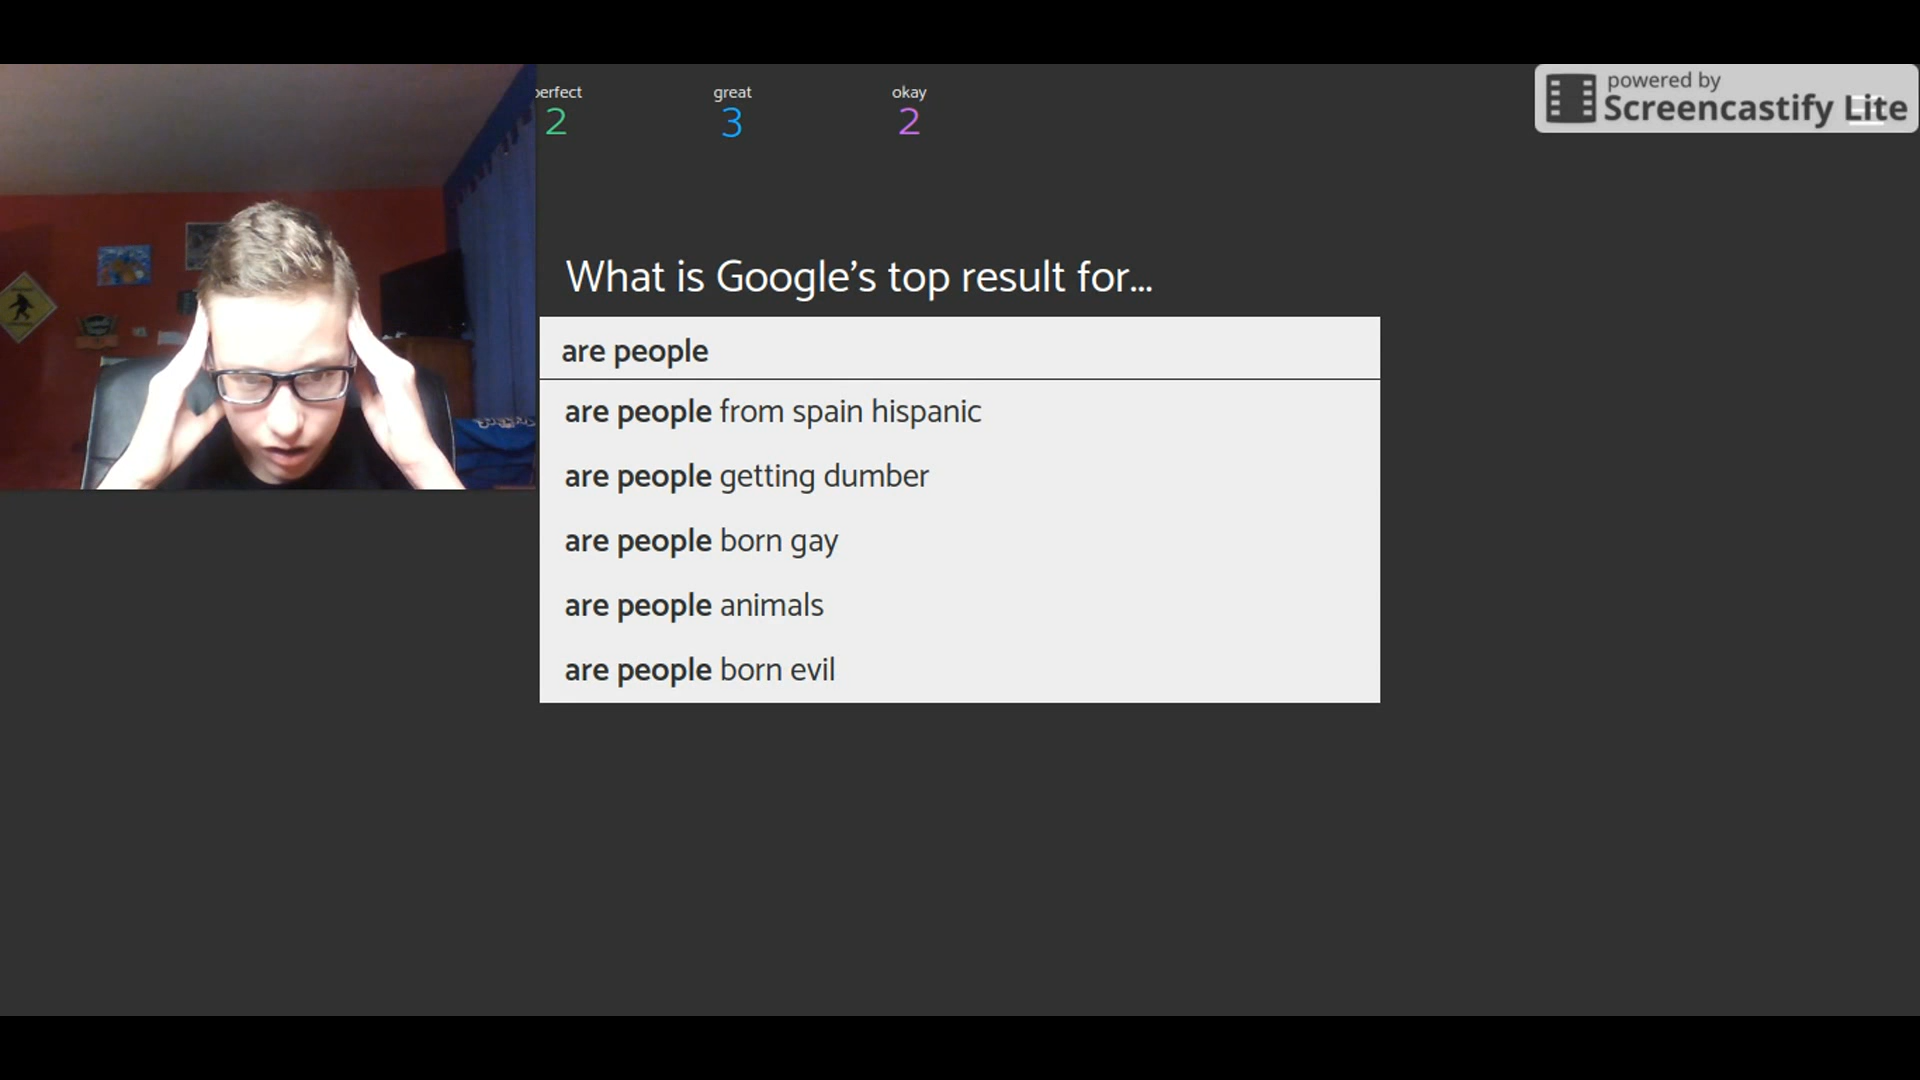 perfect
2
great
3
okay
2
powered by
Screencastify Lite
What is Google's top result for...
are people
are people from spain hispanic
are people getting dumber
are people born gay
are people animals
are people born evil